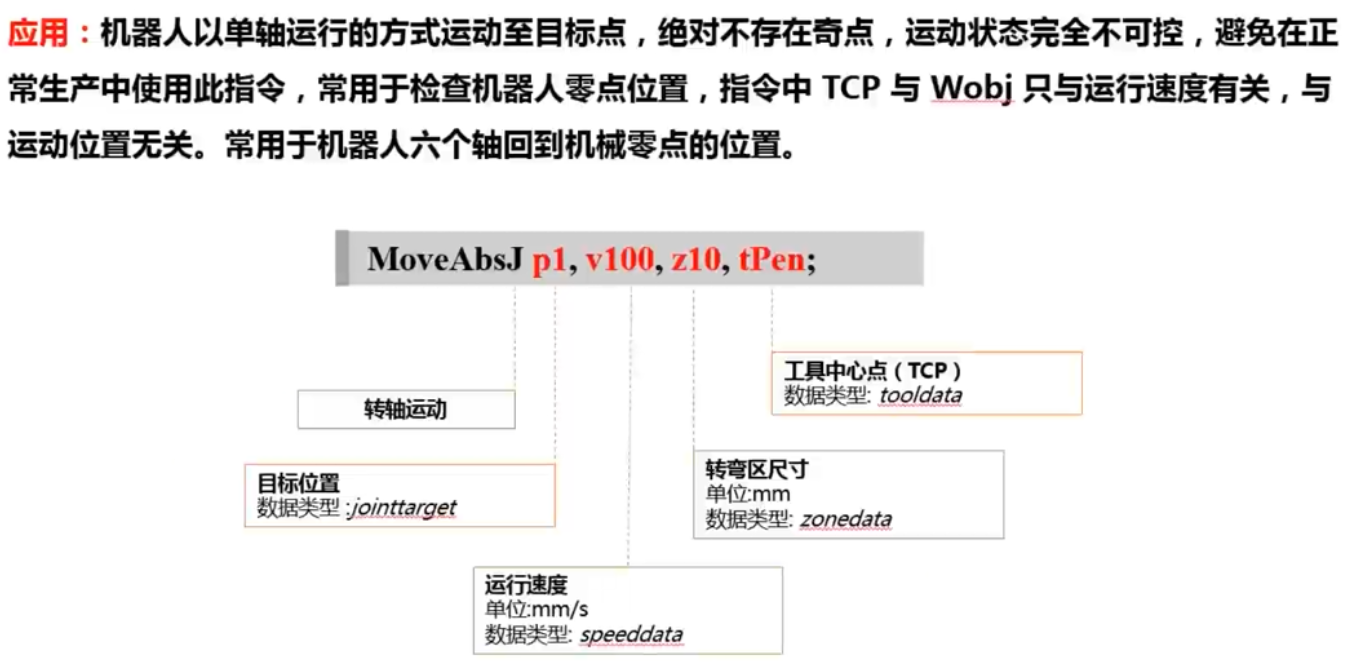 应用：机器人以单轴运行的方式运动至目标点，绝对不存在奇点，运动状态完全不可控，避免在正
常生产中使用此指令，常用于检查机器人零点位置，指令中 TCP 与 Wobj 只与运行速度有关，与
运动位置无关。常用于机器人六个轴回到机械零点的位置。
MoveAbsJ p1, v100, z10, tPen;
工具中心点（TCP）
数据类型: tooldata
转轴运动
目标位置
数据类型 :jointtarget
转弯区尺寸
单位:mm
数据类型: zonedata
运行速度
单位:mm/s
数据类型: speeddata